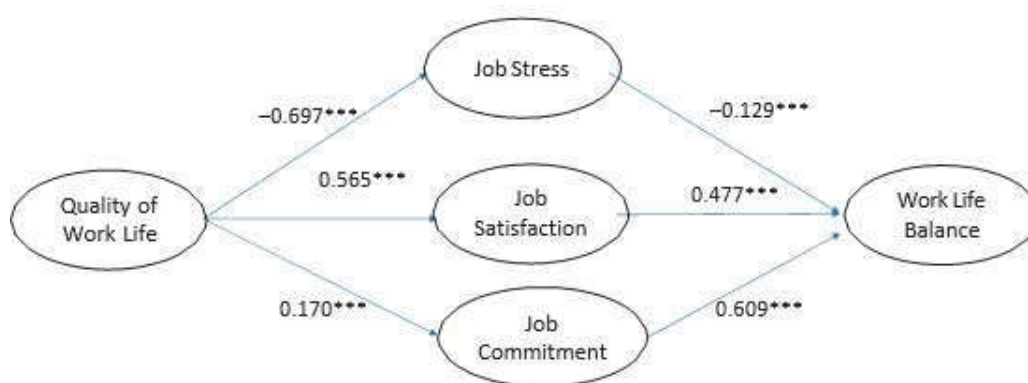 Job Stress
–0.697***
–0.129***
0.565***
0.477***
Quality of
Work Life
Job
Satisfaction
Work Life
Balance
0.170***
0.609***
Job
Commitment